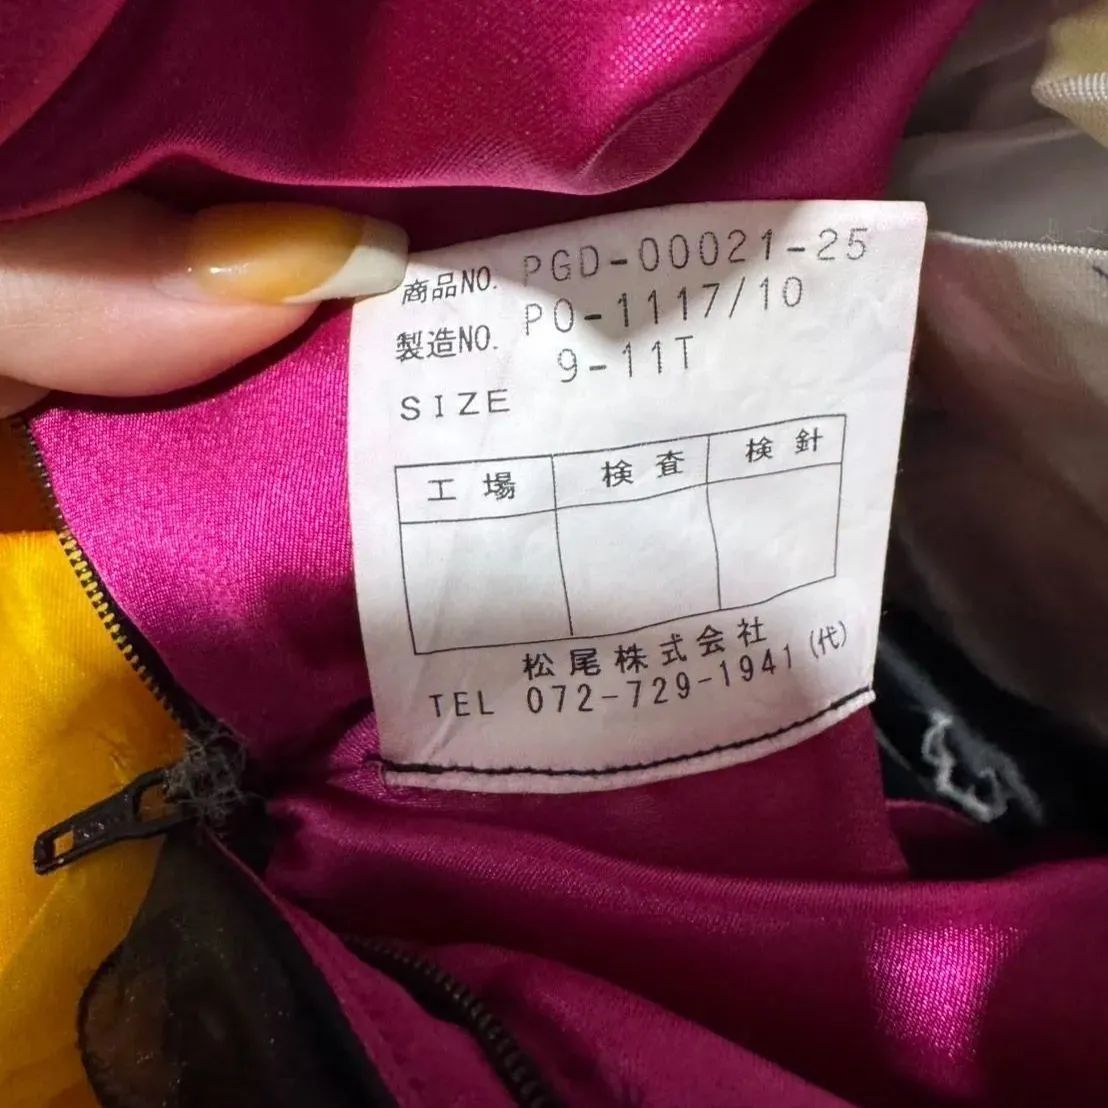 商品NO. PGD-00021-25
製造NO. PO-1117/10
SIZE 9-11T
工場 検査 検針
松尾株式会社
TEL 072-729-1941(代)